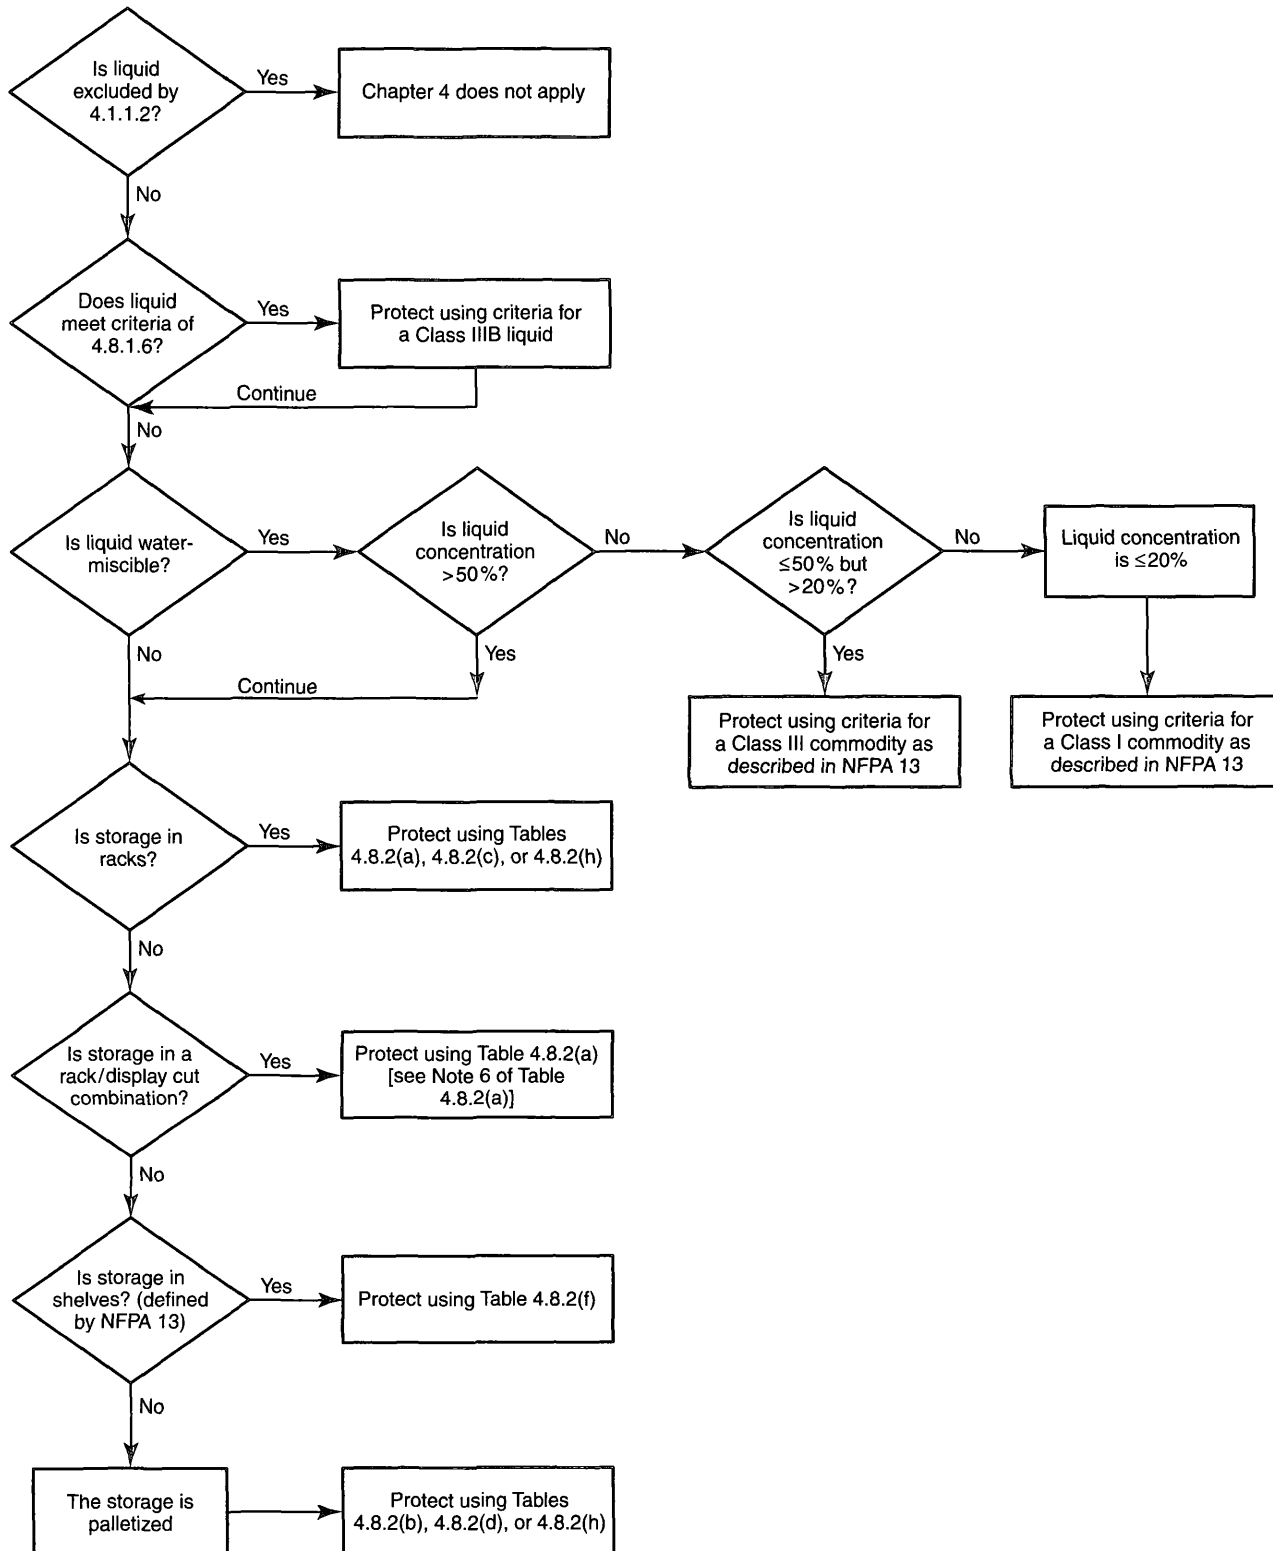 Is liquid
excluded by
4.1.1.2?
Yes
Chapter 4 does not apply
No
Does liquid
meet criteria of
4.8.1.6?
Yes
Protect using criteria for
a Class IIIB liquid
Continue
No
Is liquid water-
miscible?
Yes
Is liquid
concentration
>50%?
No
Is liquid
concentration
≤50% but
>20%?
No
Liquid concentration
is ≤20%
No
Yes
Yes
Continue
Protect using criteria for
a Class III commodity as
described in NFPA 13
Protect using criteria for
a Class I commodity as
described in NFPA 13
Is storage in
racks?
Yes
Protect using Tables
4.8.2(a), 4.8.2(c), or 4.8.2(h)
No
Is storage in a
rack/display cut
combination?
Yes
Protect using Table 4.8.2(a)
[see Note 6 of Table
4.8.2(a)]
No
Is storage in
shelves? (defined
by NFPA 13)
Yes
Protect using Table 4.8.2(f)
No
The storage is
palletized
Protect using Tables
4.8.2(b), 4.8.2(d), or 4.8.2(h)